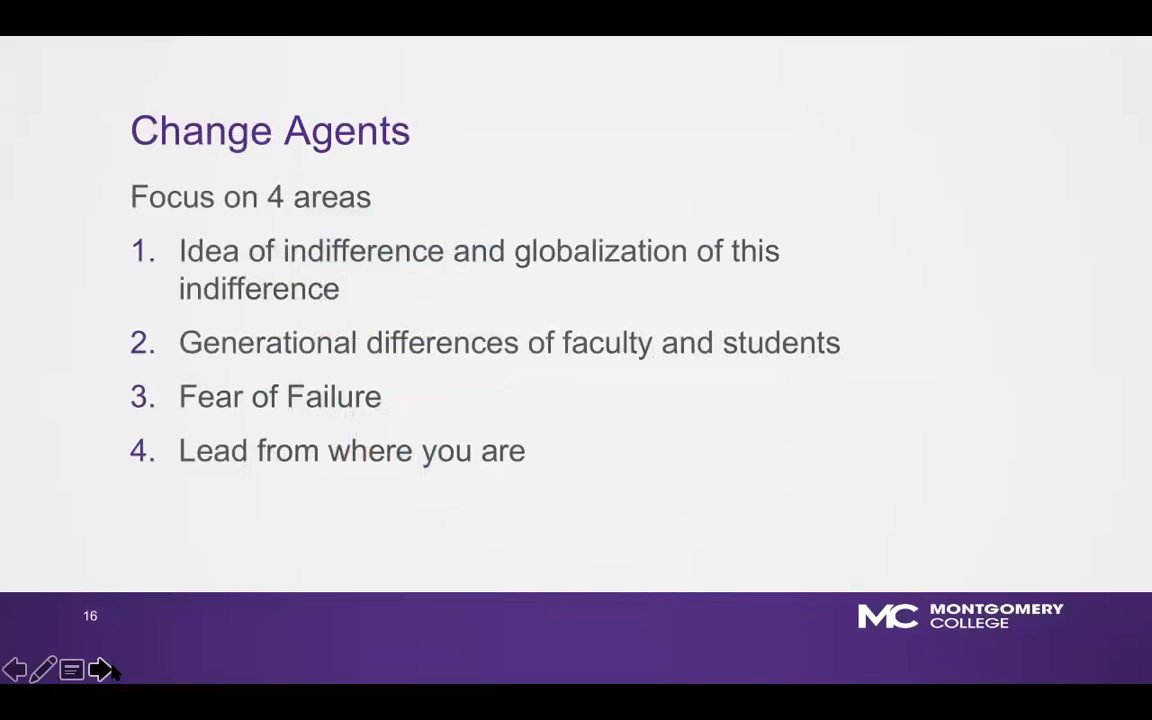 Change Agents
Focus on 4 areas
1. Idea of indifference and globalization of this
indifference
2. Generational differences of faculty and students
3. Fear of Failure
4. Lead from where you are
16
MC MONTGOMERY
COLLEGE